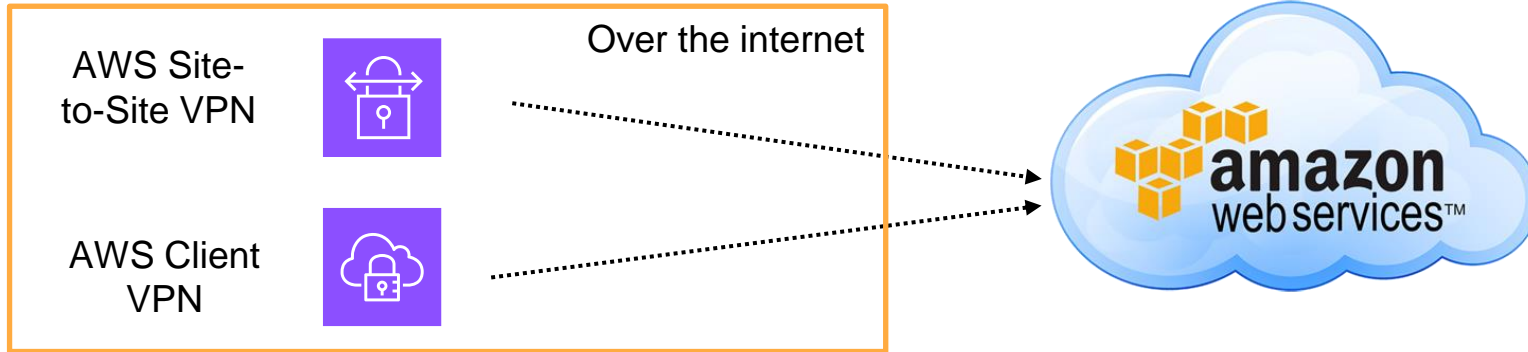 Over the internet
AWS Site-
to-Site VPN
AWS Client
VPN
amazon
web services™